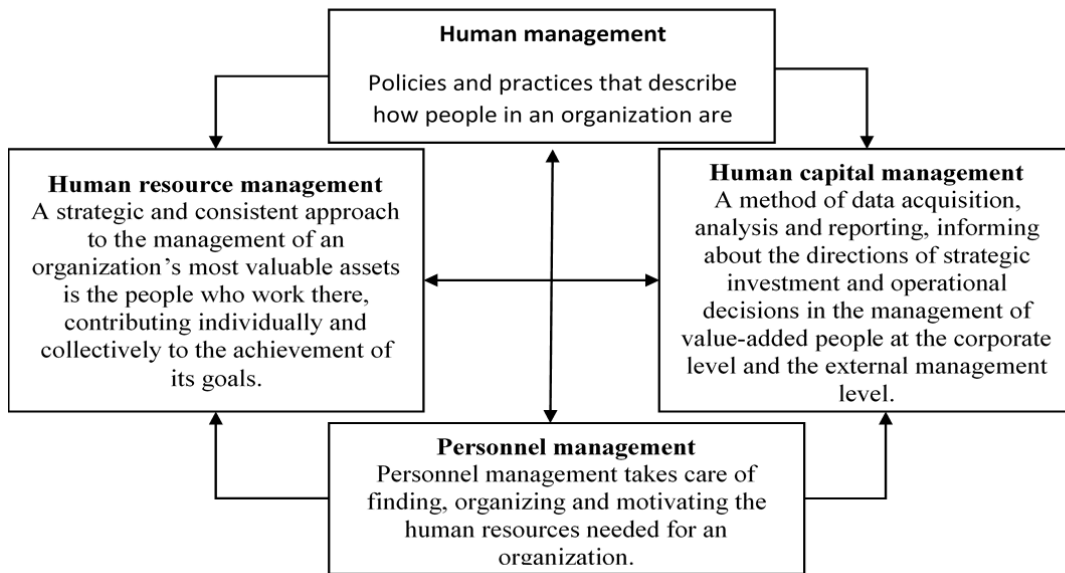 Human management
Policies and practices that describe
how people in an organization are
Human resource management
A strategic and consistent approach
to the management of an
organization’s most valuable assets
is the people who work there,
contributing individually and
collectively to the achievement of
its goals.
Human capital management
A method of data acquisition,
analysis and reporting, informing
about the directions of strategic
investment and operational
decisions in the management of
value-added people at the corporate
level and the external management
level.
Personnel management
Personnel management takes care of
finding, organizing and motivating the
human resources needed for an
organization.